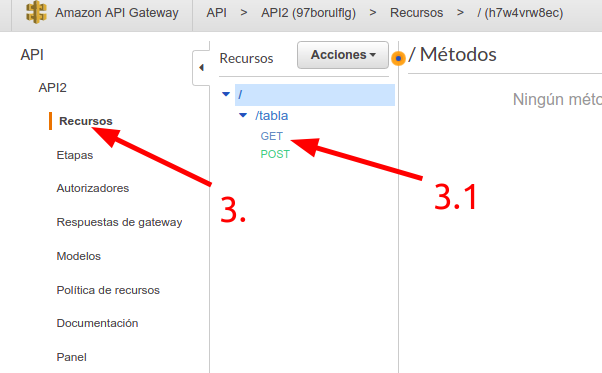 Amazon API Gateway API > API2 (97borulflg) > Recursos > / (h7w4vrw8ec)
API
API2
Recursos
Etapas
Autorizadores
Respuestas de gateway
Modelos
Política de recursos
Documentación
Panel
Recursos Acciones
/
/tabla
GET
POST
/ Métodos
Ningún méto
3.
3.1